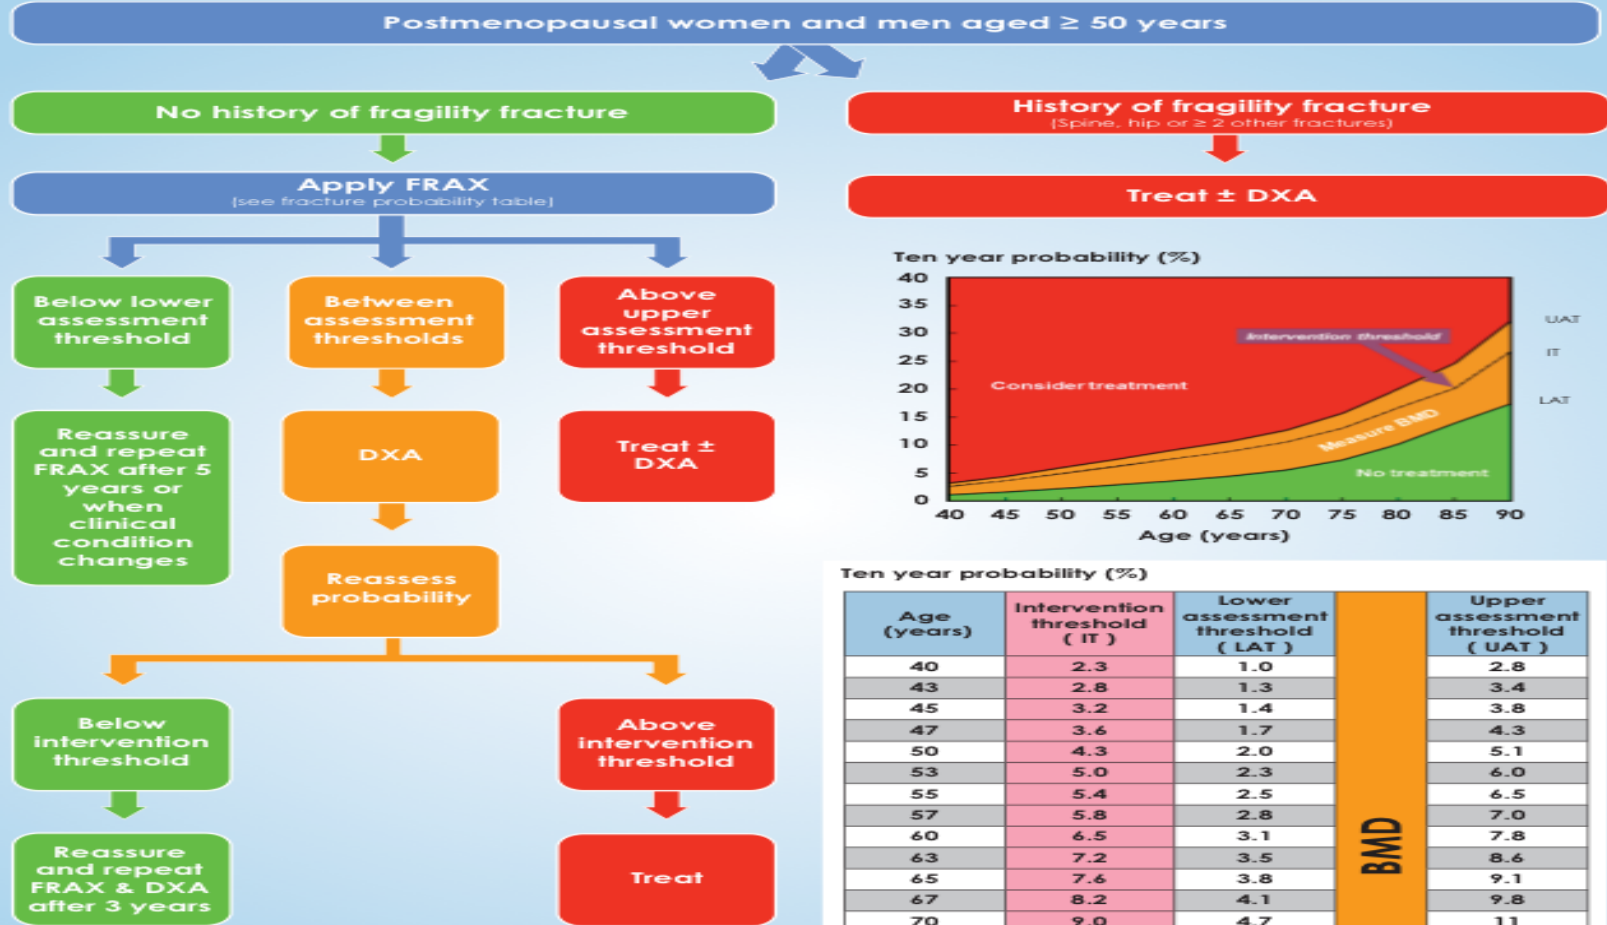 Postmenopausal women and men aged ≥ 50 years
No history of fragility fracture
History of fragility fracture
(Spine, hip or ≥ 2 other fractures)
Apply FRAX
(see fracture probability table)
Treat ± DXA
Below lower
assessment
threshold
Between
assessment
thresholds
Above
upper
assessment
threshold
Reassure
and repeat
FRAX after 5
years or
when
clinical
condition
changes
DXA
Treat ±
DXA
Reassess
probability
Below
intervention
threshold
Above
intervention
threshold
Reassure
and repeat
FRAX & DXA
after 3 years
Treat
Ten year probability (%)
40
35
30
25
20
15
10
5
0
Intervention threshold
Consider treatment
Measure BMD
No treatment
UAT
IT
LAT
40 45 50 55 60 65 70 75 80 85 90
Age (years)
Ten year probability (%)
Age
(years)
Intervention
threshold
( IT )
Lower
assessment
threshold
( LAT )
Upper
assessment
threshold
( UAT )
40 2.3 1.0 2.8
43 2.8 1.3 3.4
45 3.2 1.4 3.8
47 3.6 1.7 4.3
50 4.3 2.0 5.1
53 5.0 2.3 6.0
55 5.4 2.5 6.5
57 5.8 2.8 7.0
60 6.5 3.1 7.8
63 7.2 3.5 8.6
65 7.6 3.8 9.1
67 8.2 4.1 9.8
70 9.0 4.7 11
BMD